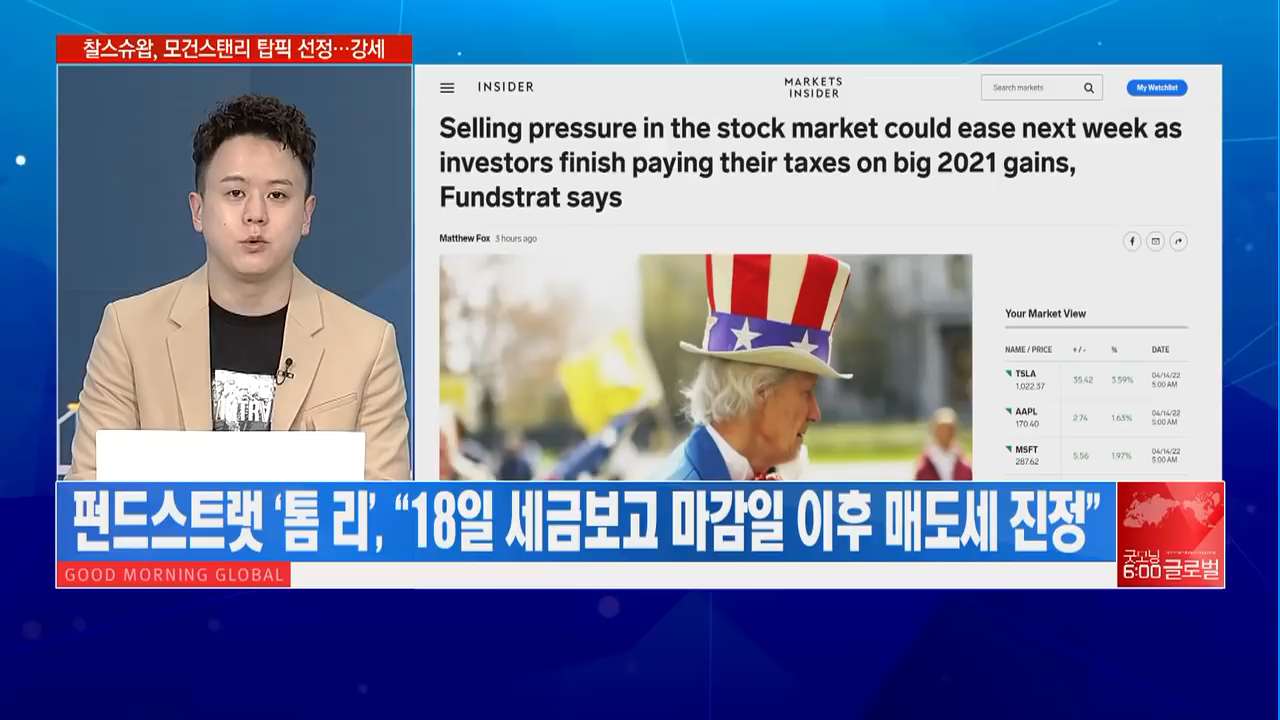 찰스슈왑, 모건스탠리 탑픽 선정…강세
INSIDER
MARKETS
INSIDER
Search markets
My Watchlist
Selling pressure in the stock market could ease next week as
investors finish paying their taxes on big 2021 gains,
Fundstrat says
Matthew Fox 3 hours ago
Your Market View
NAME / PRICE + / - % DATE
TSLA
1,022.37
35.42 3.59% 04/14/22
5:00 AM
AAPL
170.40
2.74 1.63% 04/14/22
5:00 AM
MSFT
287.62
5.56 1.97% 04/14/22
5:00 AM
펀드스트랫 ‘톰 리’, “18일 세금보고 마감일 이후 매도세 진정”
GOOD MORNING GLOBAL
굿모닝
6:00 글로벌